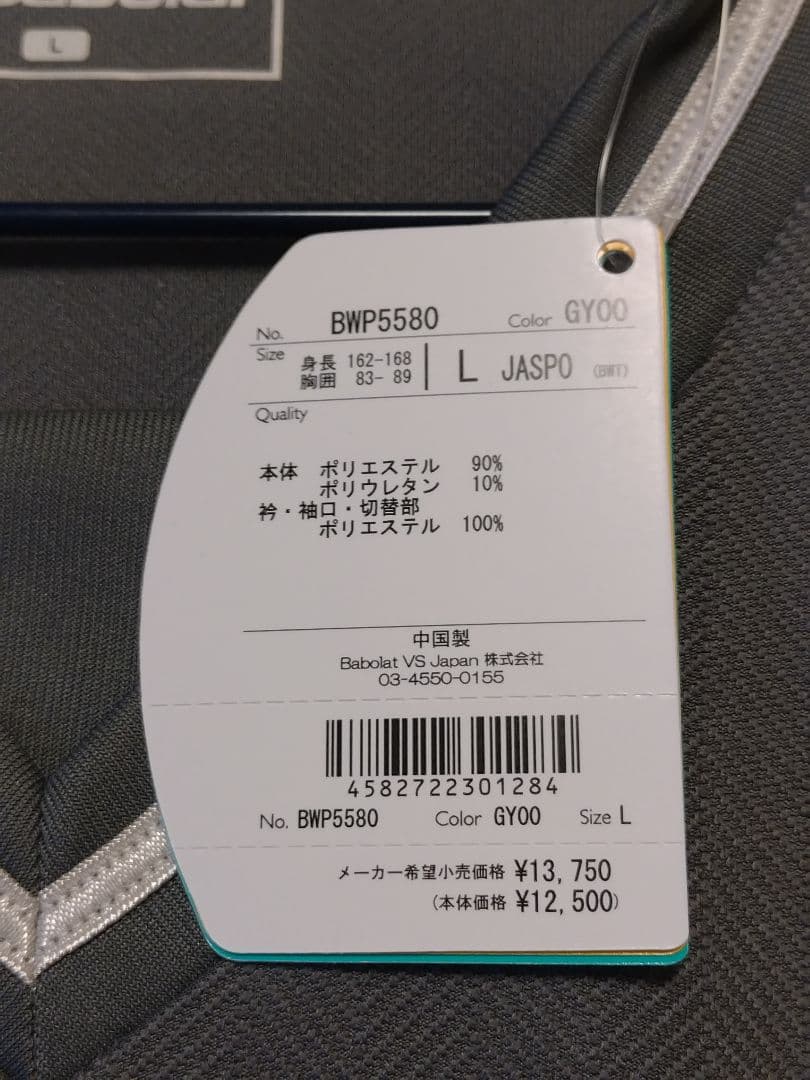 L
No. BWP5580 Color GY00
Size 身長 162-168 L JASPO (BWT)
胸囲 83- 89
Quality
本体 ポリエステル 90%
ポリウレタン 10%
衿・袖口・切替部
ポリエステル 100%
中国製
Babolat VS Japan 株式会社
03-4550-0155
4582722301284
No. BWP5580 Color GY00 Size L
メーカー希望小売価格 ¥13,750
(本体価格 ¥12,500)